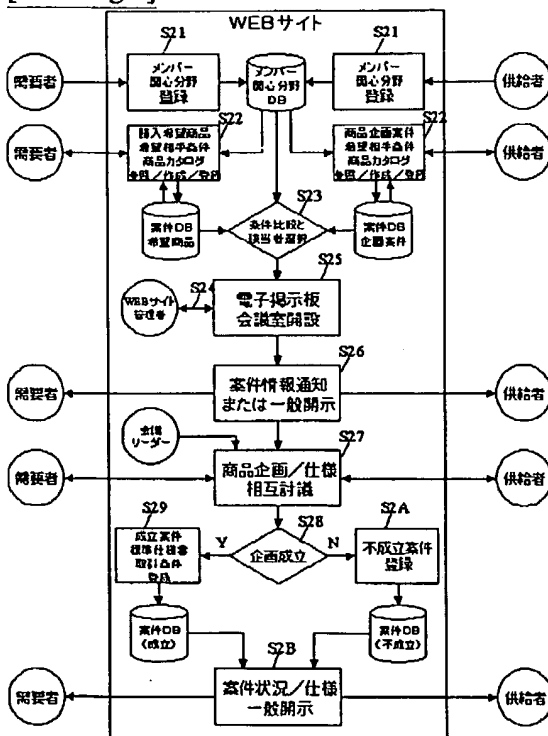 WEBサイト
S21
S21
需要者
メンバー
関心分野
登録
メンバー
関心分野
DB
メンバー
関心分野
登録
供給者
S22
S22
需要者
購入希望商品
希望相手条件
商品カタログ
参照/作成/登録
商品企画案件
希望相手条件
商品カタログ
参照/作成/登録
供給者
S23
案件DB
希望商品
条件比較と
該当者選択
案件DB
企画案件
S24
S25
WEBサイト
管理者
電子掲示板
会議室開設
S26
需要者
案件情報通知
または一般開示
供給者
S27
会議
リーダー
需要者
商品企画/仕様
相互討議
供給者
S28
S29
S2A
成立案件
標準仕様書
取引条件
登録
Y
企画成立
N
不成立案件
登録
案件DB
(成立)
案件DB
(不成立)
S2B
需要者
案件状況/仕様
一般開示
供給者